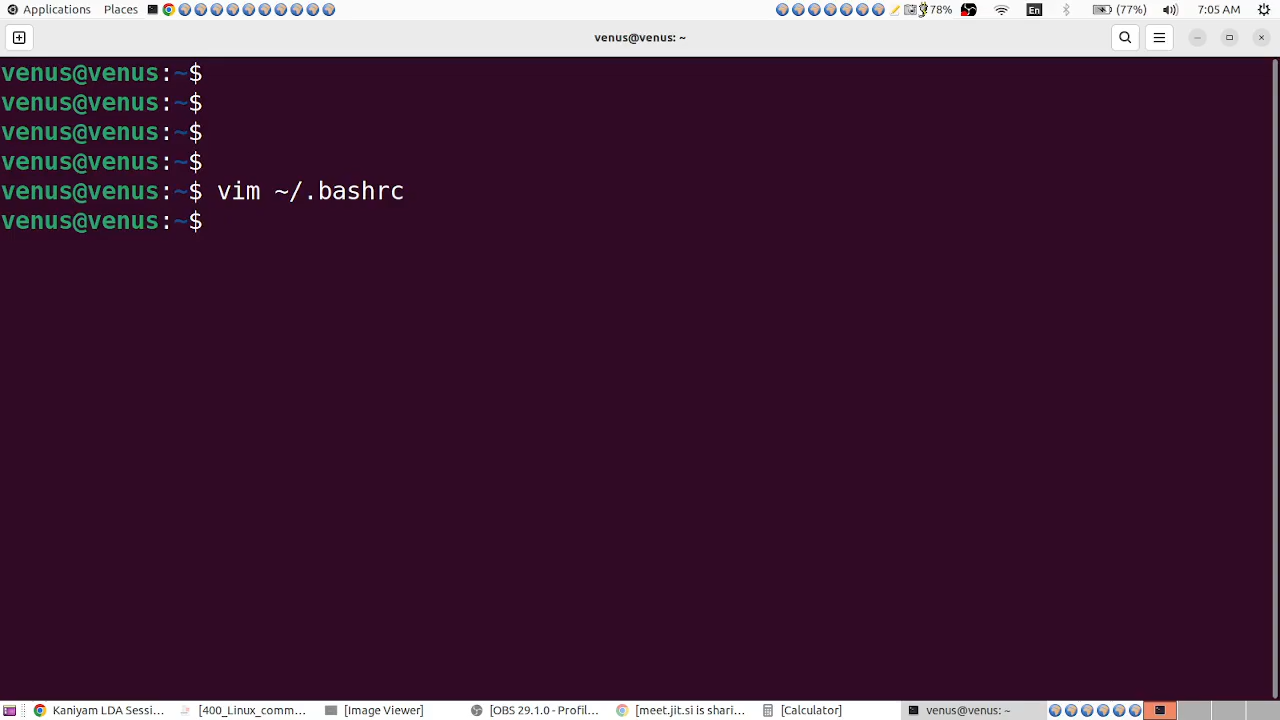 Applications Places 78% En (77%) 7:05 AM
venus@venus: ~
venus@venus:~$
venus@venus:~$
venus@venus:~$
venus@venus:~$
venus@venus:~$ vim ~/.bashrc
venus@venus:~$
Kaniyam LDA Sessi... [400_Linux_comm... [Image Viewer] [OBS 29.1.0 - Profil... [meet.jit.si is shari... [Calculator] venus@venus: ~